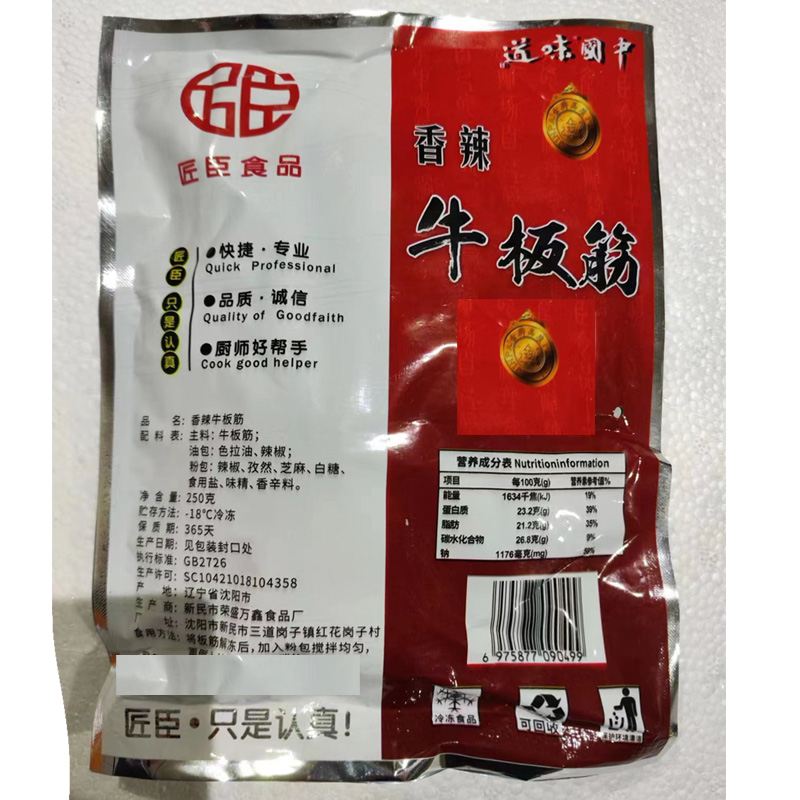 匠臣食品
匠臣 只是认真
●快捷·专业
Quick Professional
●品质·诚信
Quality of Goodfaith
●厨师好帮手
Cook good helper
品 名：香辣牛板筋
配 料 表：主料：牛板筋；
油包：色拉油、辣椒；
粉包：辣椒、孜然、芝麻、白糖、
食用盐、味精、香辛料。
净 含 量：250克
贮存方法：-18℃冷冻
保 质 期：365天
生产日期：见包装封口处
执行标准：GB2726
生产许可：SC10421018104358
产 地：辽宁省沈阳市
生 产 商：新民市荣盛万鑫食品厂
厂 址：沈阳市新民市三道岗子镇红花岗子村
食用方法：将板筋解冻后，加入粉包搅拌均匀，
匠臣·只是认真！
道味国中
香辣
牛板筋
营养成分表 Nutritioninformation
项目 每100克(g) 营养素参考值%
能量 1634千焦(kJ) 19%
蛋白质 23.2克(g) 39%
脂肪 21.2克(g) 35%
碳水化合物 26.8克(g) 9%
钠 1176毫克(mg) 59%
6 975877 090499
冷冻食品
可回收
保护环境清洁